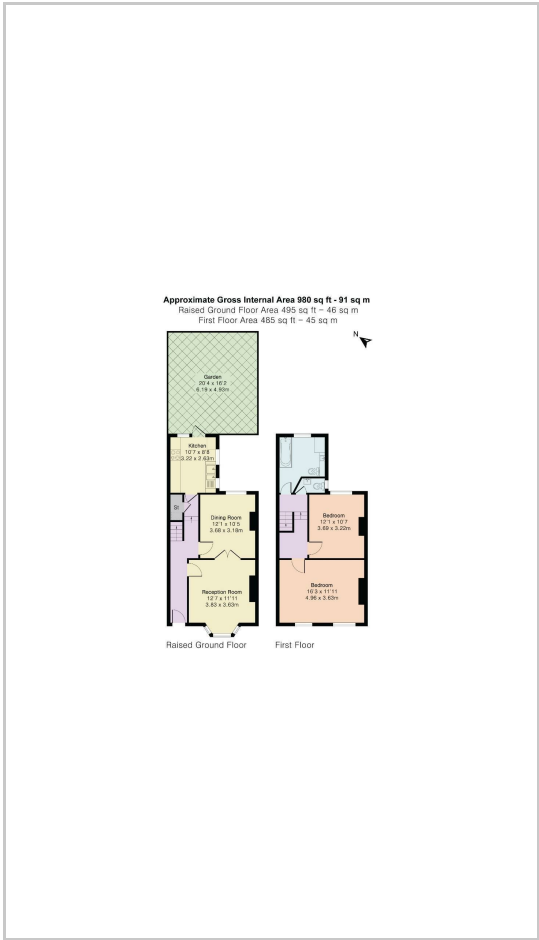 Approximate Gross Internal Area 980 sq ft - 91 sq m
Raised Ground Floor Area 495 sq ft – 46 sq m
First Floor Area 485 sq ft – 45 sq m
N
Garden
20'4 x 16'2
6.19 x 4.93m
Kitchen
10'7 x 8'8
3.22 x 2.63m
St
Dining Room
12'1 x 10'5
3.68 x 3.18m
Reception Room
12'7 x 11'11
3.83 x 3.63m
Raised Ground Floor
Bedroom
12'1 x 10'7
3.69 x 3.22m
Bedroom
16'3 x 11'11
4.96 x 3.63m
First Floor